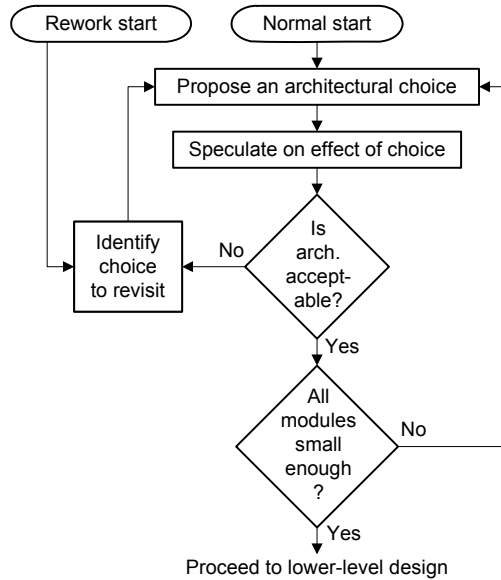 Rework start
Normal start
Propose an architectural choice
Speculate on effect of choice
Is
arch.
accept-
able?
No
Identify
choice
to revisit
Yes
All
modules
small
enough
?
No
Yes
Proceed to lower-level design